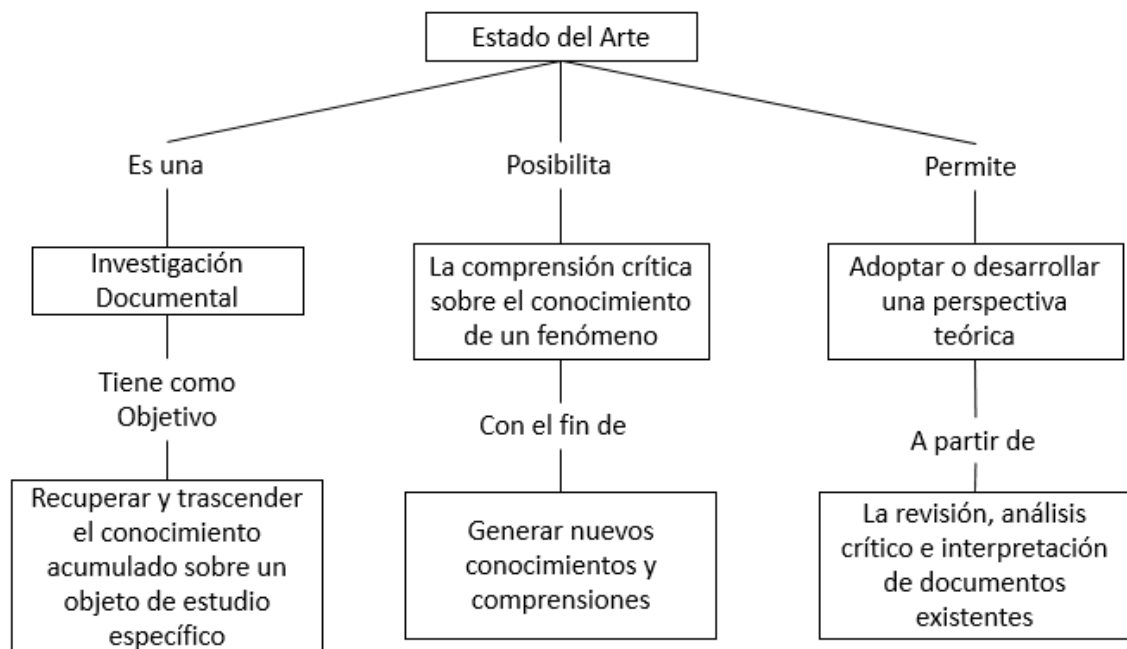 Estado del Arte
Es una
Posibilita
Permite
Investigación
Documental
La comprensión crítica
sobre el conocimiento
de un fenómeno
Adoptar o desarrollar
una perspectiva
teórica
Tiene como
Objetivo
Con el fin de
A partir de
Recuperar y trascender
el conocimiento
acumulado sobre un
objeto de estudio
específico
Generar nuevos
conocimientos y
comprensiones
La revisión, análisis
crítico e interpretación
de documentos
existentes